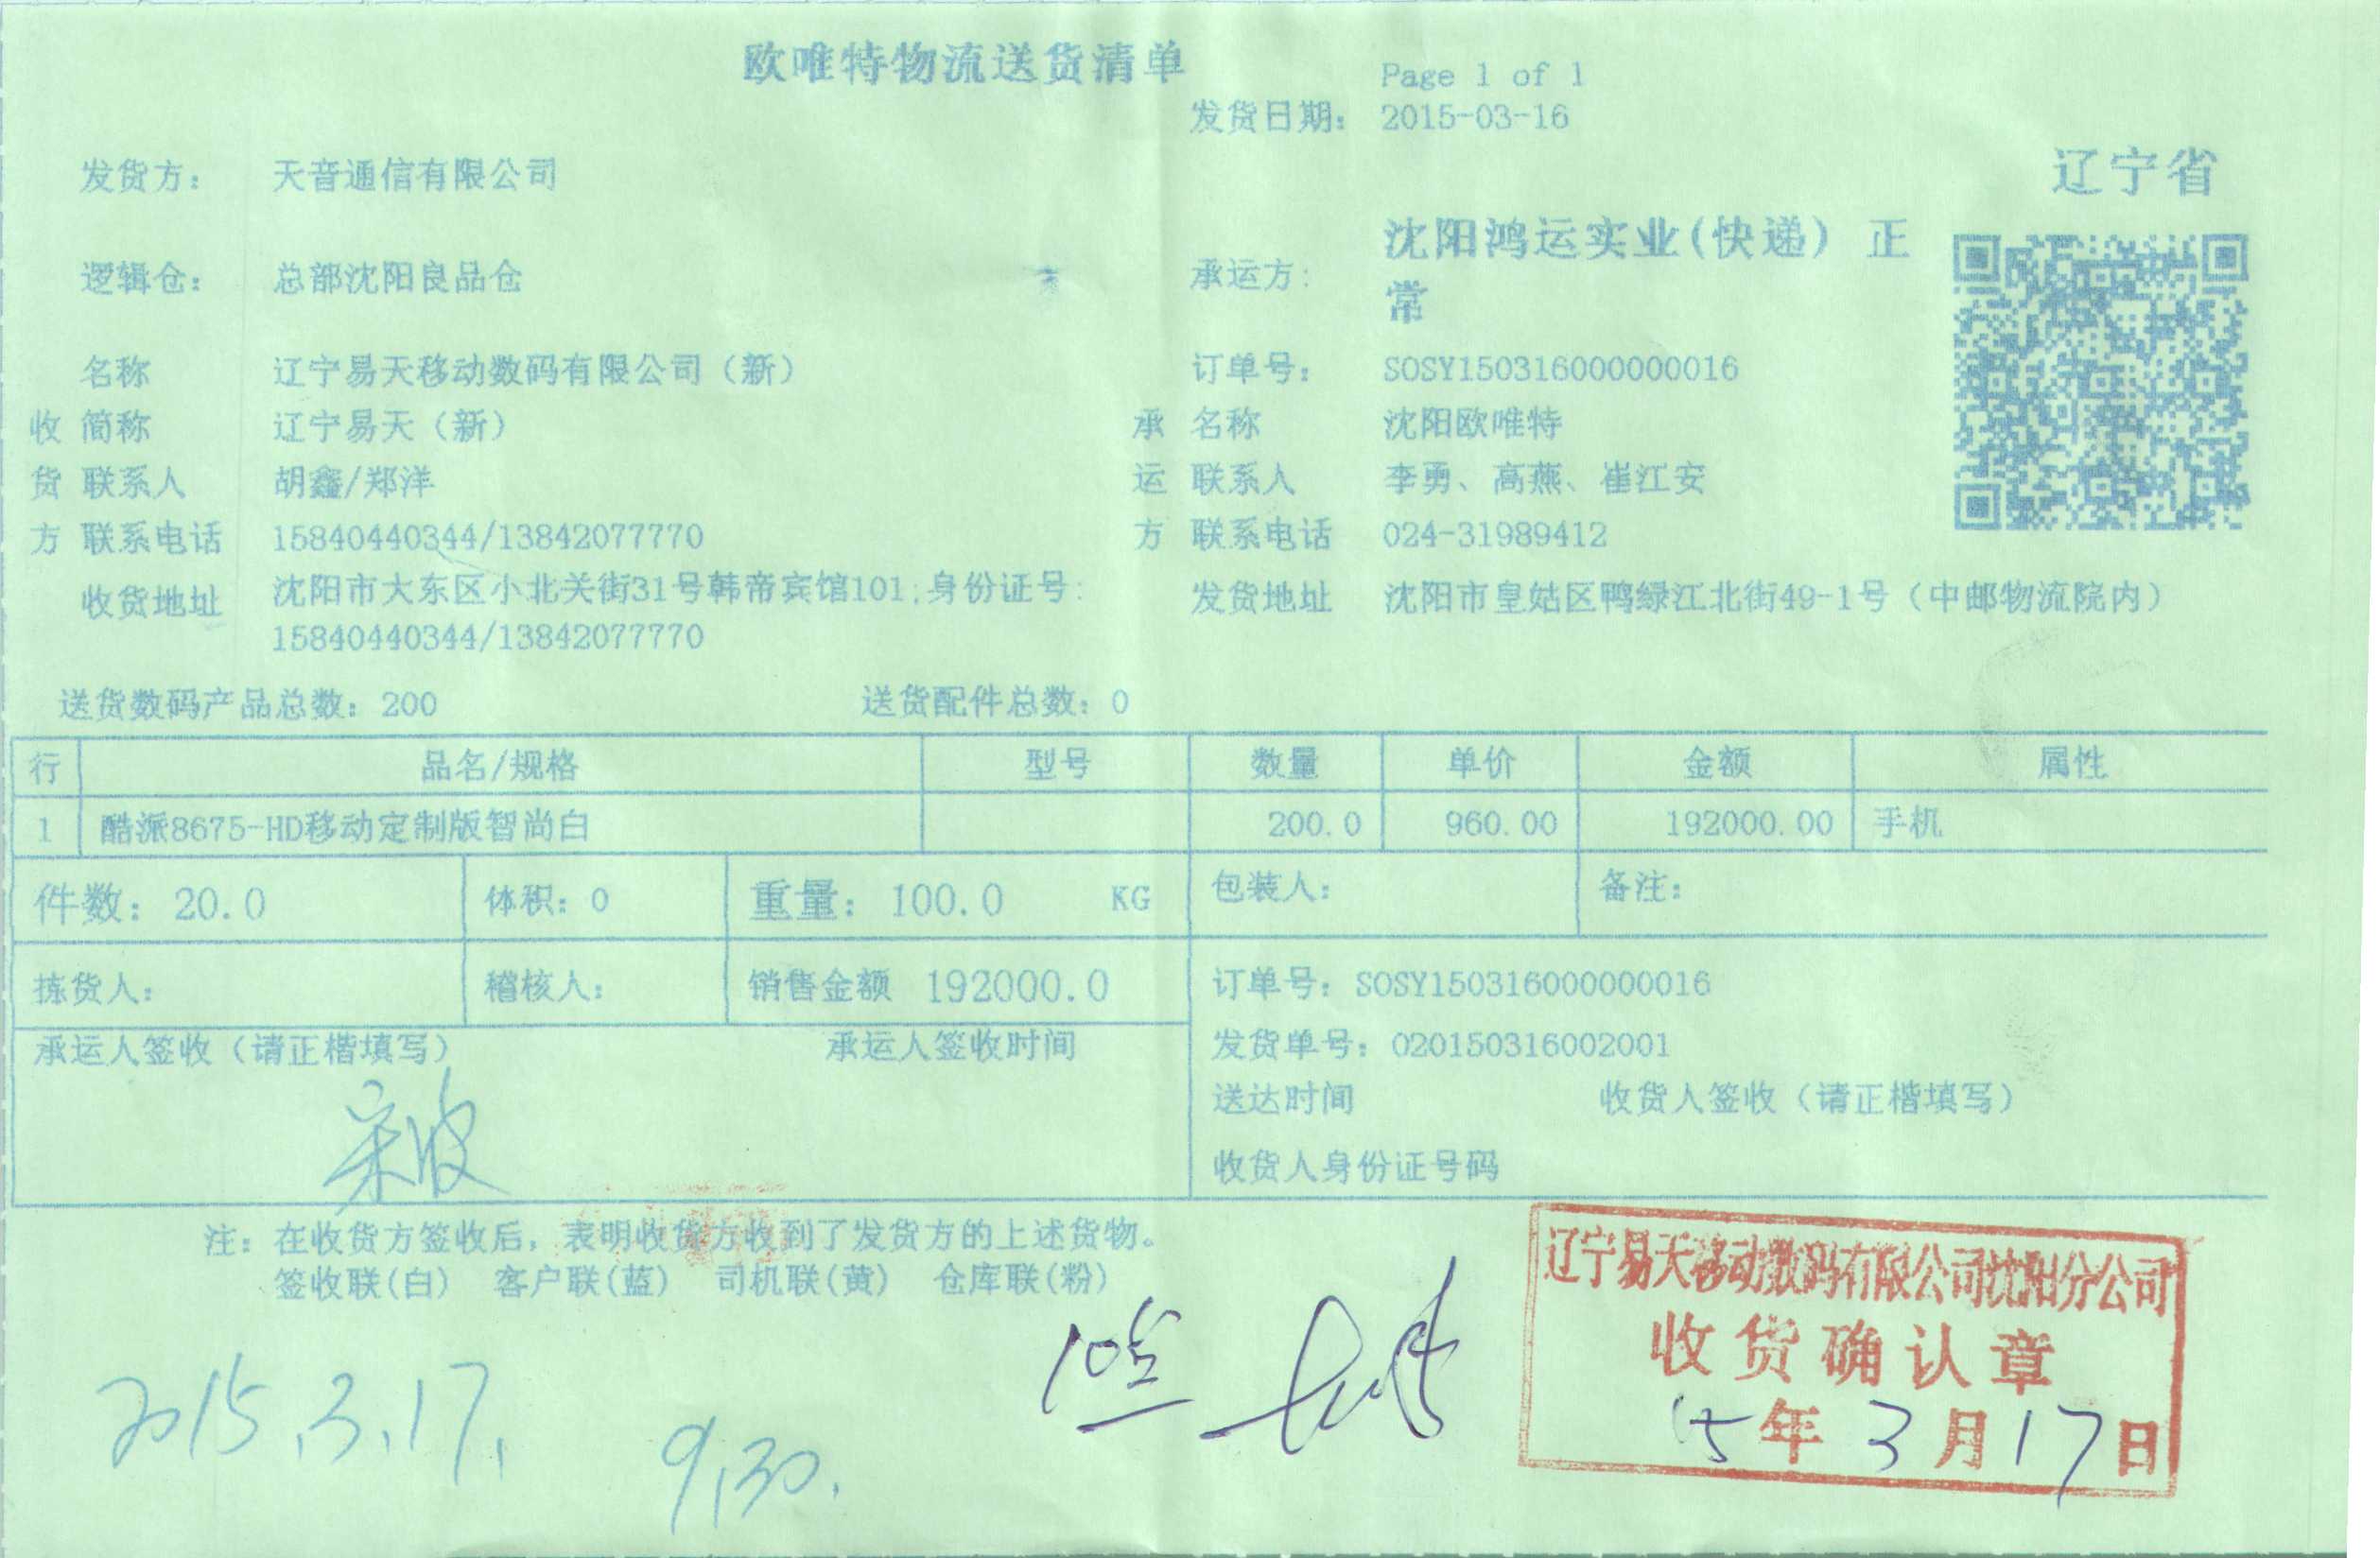 欧唯特物流送货清单
Page 1 of 1
发货日期: 2015-03-16
发货方: 天音通信有限公司
辽宁省
逻辑仓: 总部沈阳良品仓
承运方: 沈阳鸿运实业(快递) 正
常
名称 辽宁易天移动数码有限公司（新）
订单号: SOSY150316000000016
收 简称 辽宁易天（新）
承 名称 沈阳欧唯特
货 联系人 胡鑫/郑洋
运 联系人 李勇、高燕、崔江安
方 联系电话 15840440344/13842077770
方 联系电话 024-31989412
收货地址 沈阳市大东区小北关街31号韩帝宾馆101;身份证号:
15840440344/13842077770
发货地址 沈阳市皇姑区鸭绿江北街49-1号（中邮物流院内）
送货数码产品总数: 200 送货配件总数: 0
行 品名/规格 型号 数量 单价 金额 属性
1 酷派8675-HD移动定制版智尚白 200.0 960.00 192000.00 手机
件数: 20.0 体积: 0 重量: 100.0 KG 包装人: 备注:
拣货人: 稽核人: 销售金额 192000.0 订单号: SOSY150316000000016
承运人签收（请正楷填写） 承运人签收时间
发货单号: 020150316002001
送达时间 收货人签收（请正楷填写）
收货人身份证号码
注: 在收货方签收后, 表明收货方收到了发货方的上述货物。
签收联(白) 客户联(蓝) 司机联(黄) 仓库联(粉)
辽宁易天移动数码有限公司沈阳分公司
收货确认章
15年3月17日
2015.3.17.
9,30.